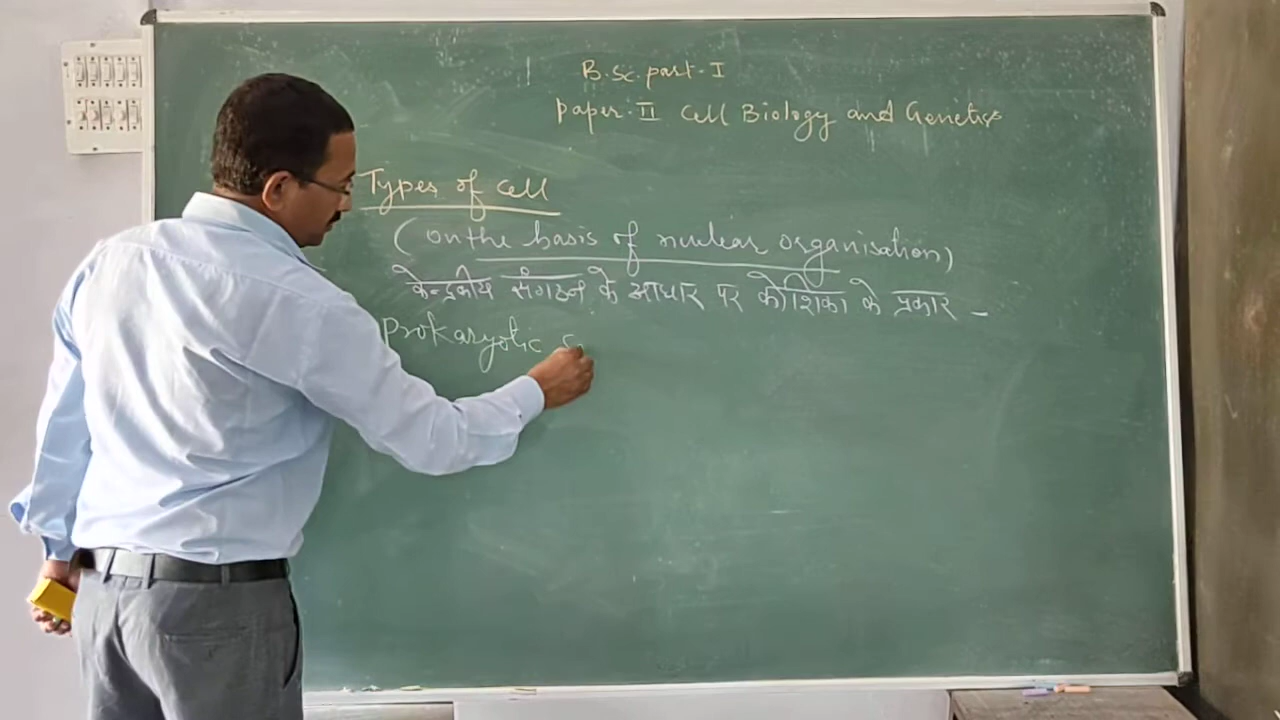 B.Sc. part-I
Paper-II Cell Biology and Genetics
Types of cell
(on the basis of nuclear organisation)
केन्द्रकीय संगठन के आधार पर कोशिका के प्रकार -
Prokaryotic